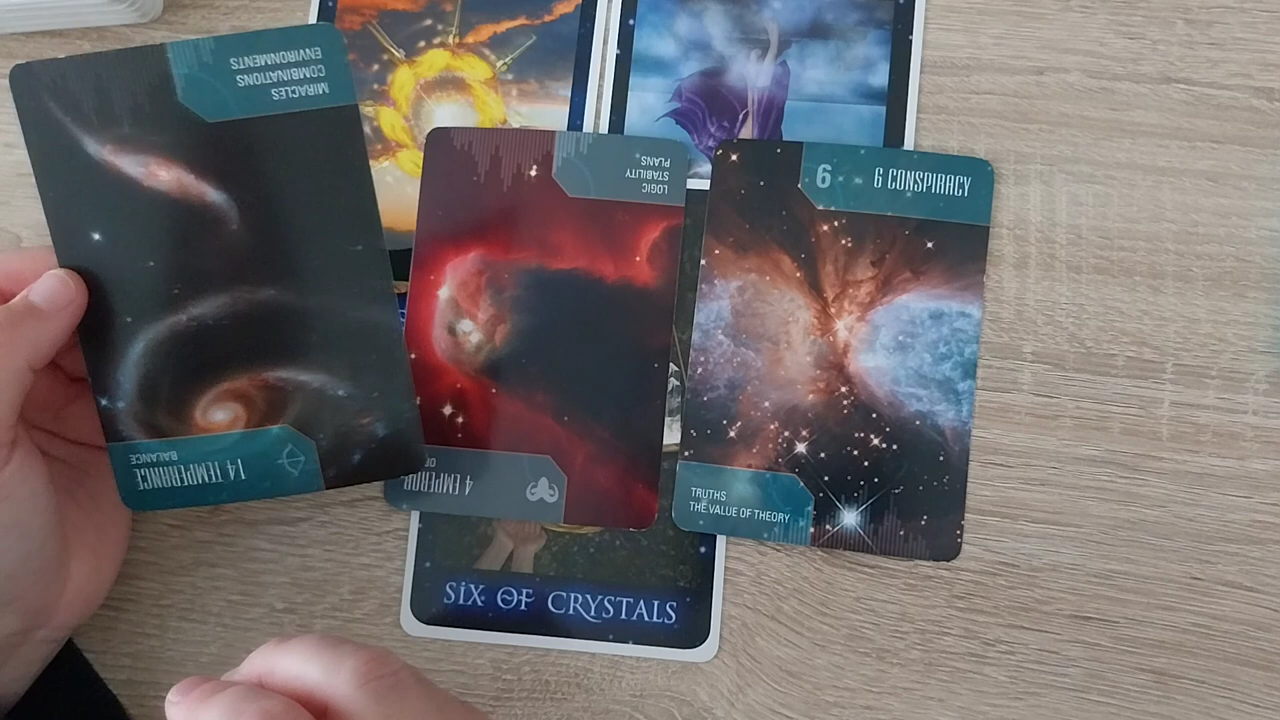 MIRACLES
COMBINATIONS
ENVIRONMENTS
14 TEMPERANCE
BALANCE
LOGIC
STABILITY
PLANS
4 EMPEROR
OF
6
6 CONSPIRACY
TRUTHS
THE VALUE OF THEORY
SIX OF CRYSTALS